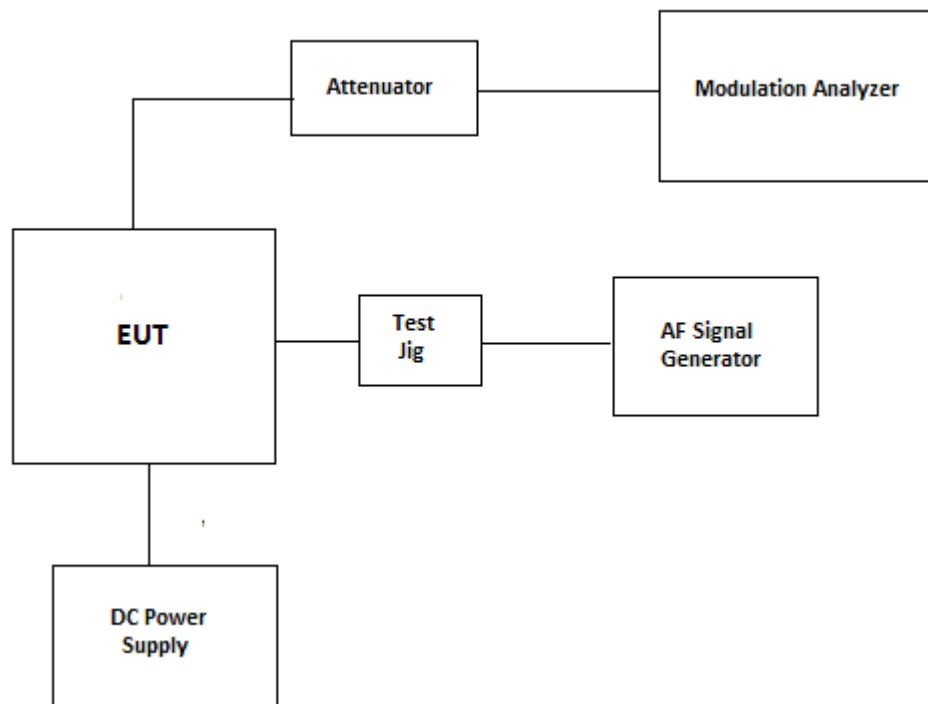 Attenuator
Modulation Analyzer
EUT
Test
Jig
AF Signal
Generator
DC Power
Supply